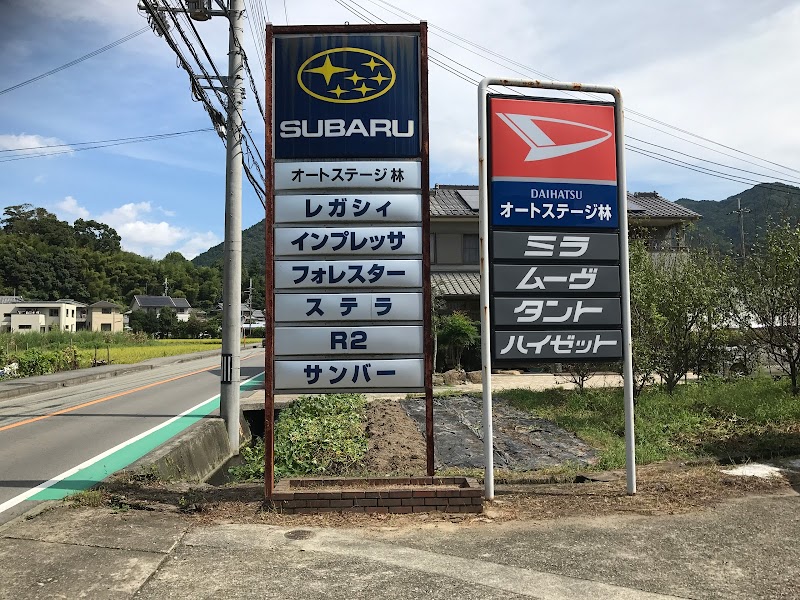 SUBARU
オートステージ林
レガシィ
インプレッサ
フォレスター
ステラ
R2
サンバー
DAIHATSU
オートステージ林
ミラ
ムーヴ
タント
ハイゼット